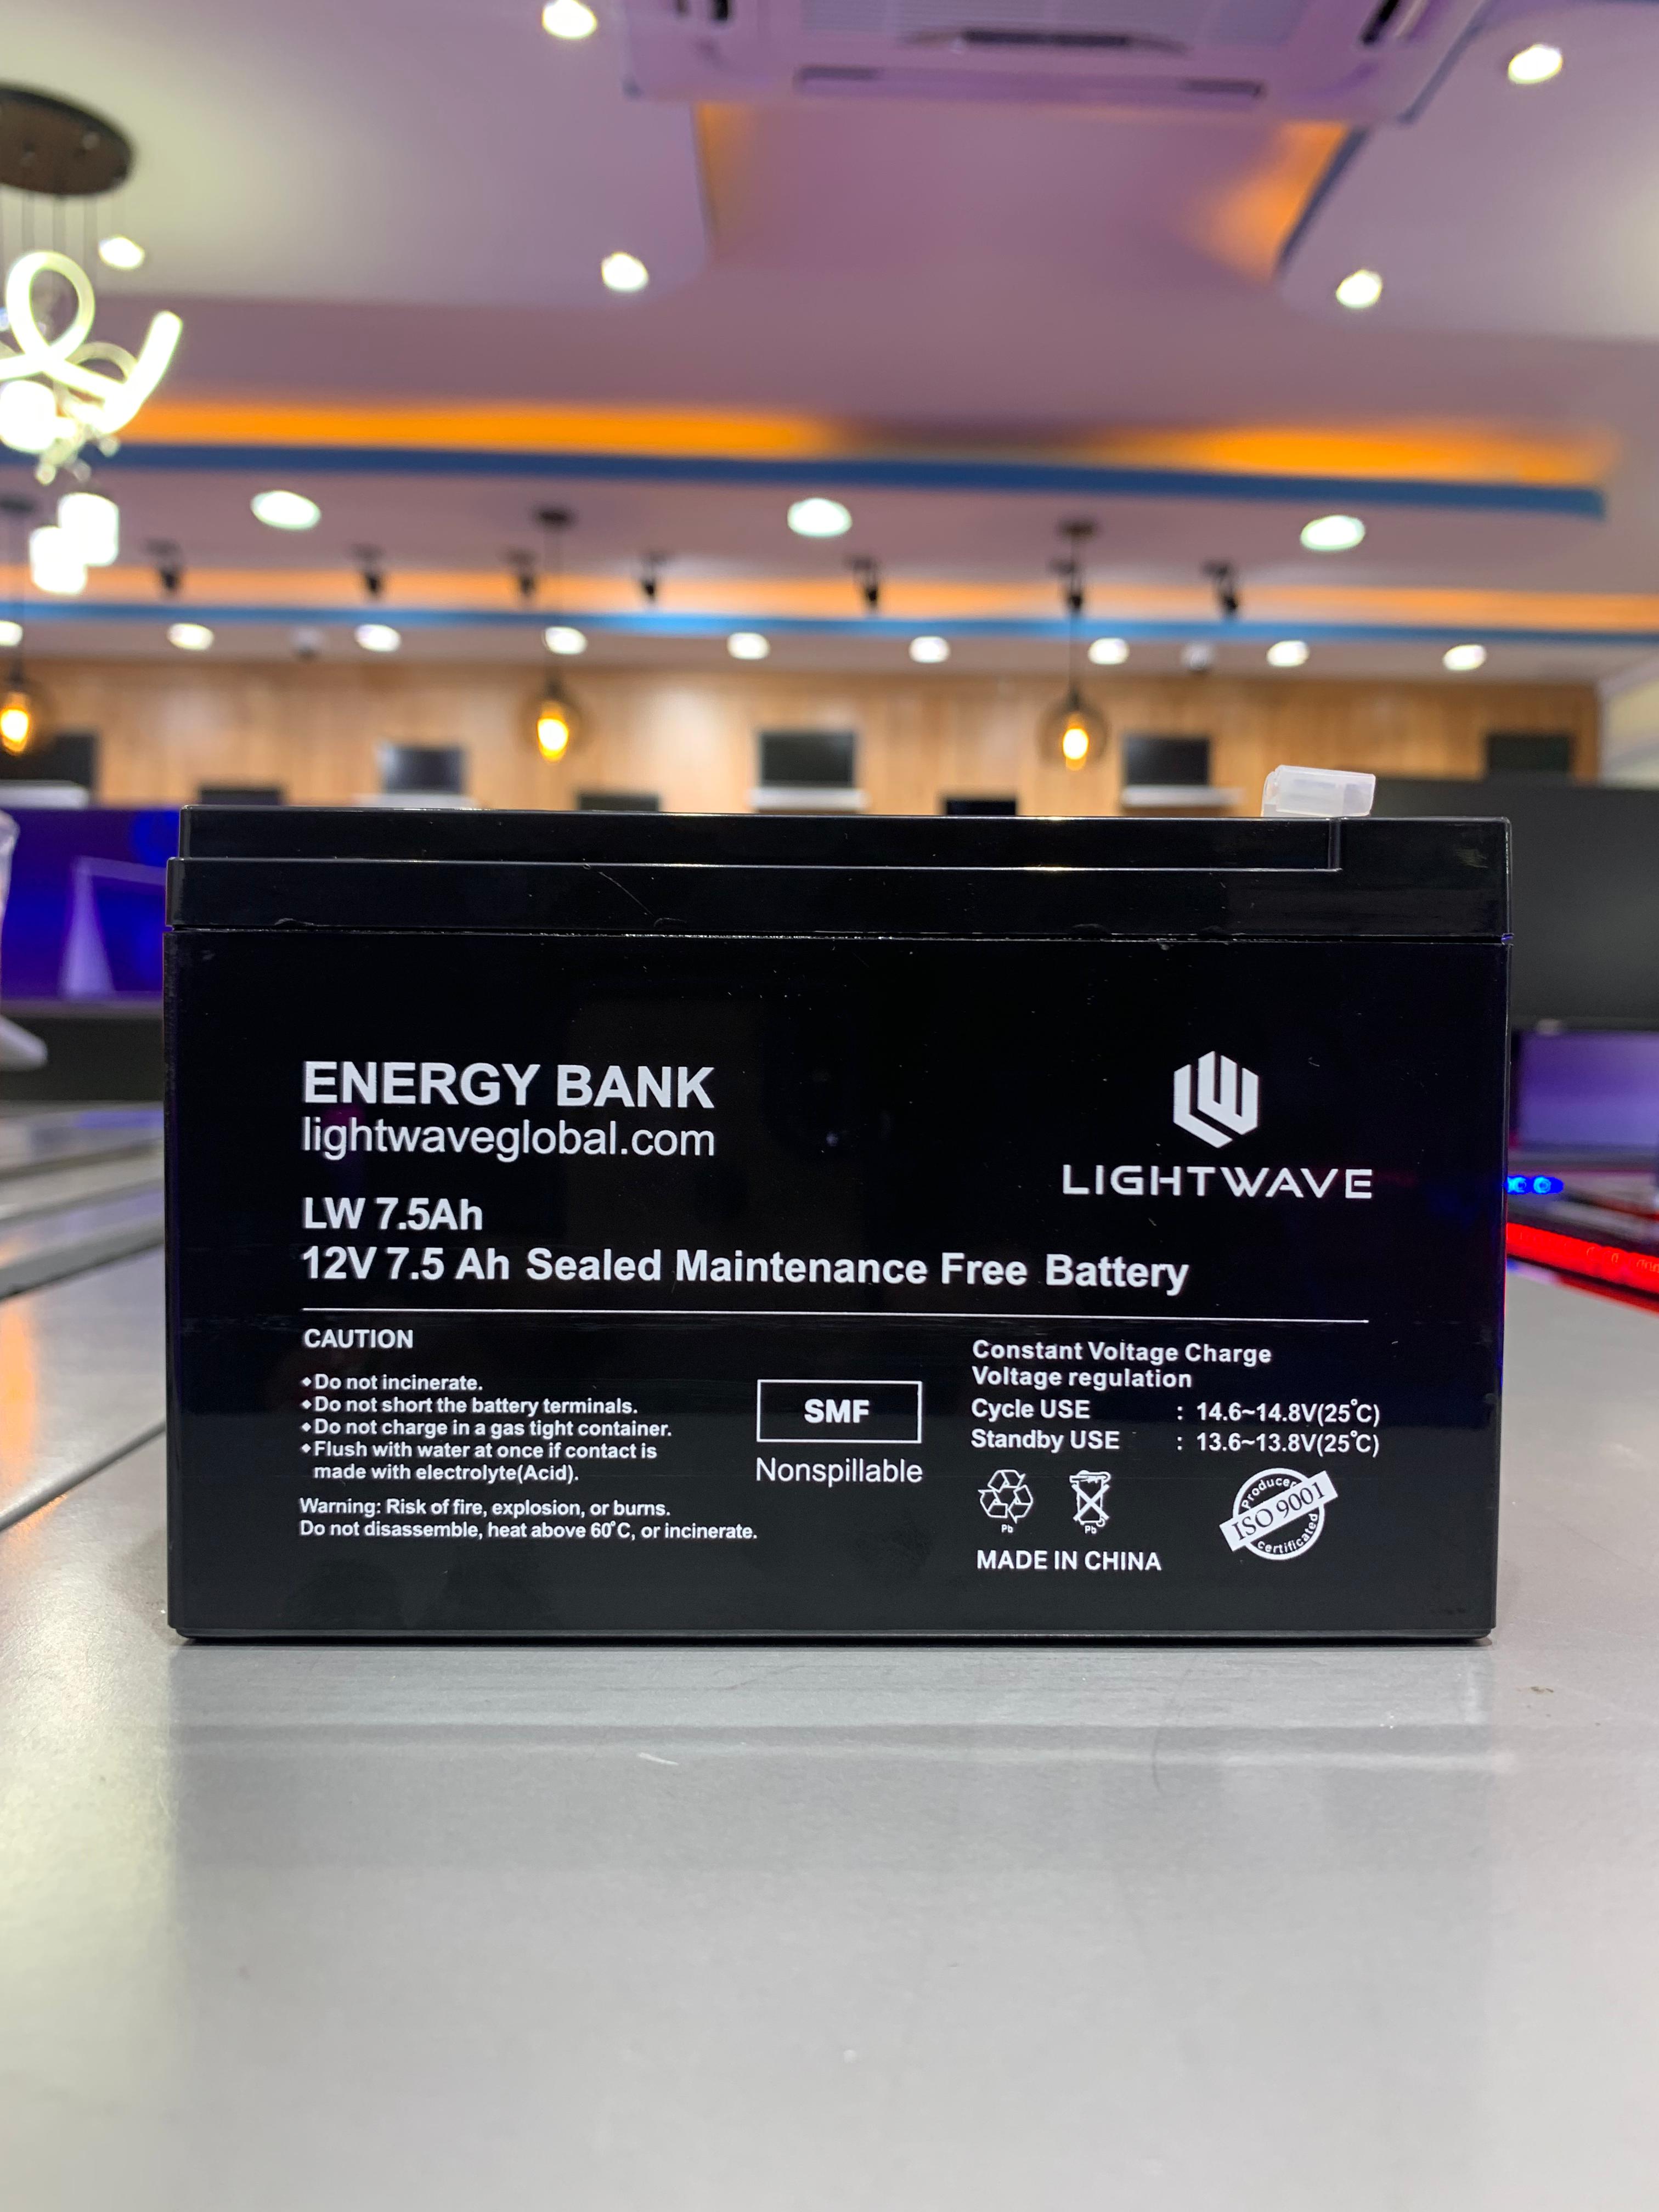 ENERGY BANK
lightwaveglobal.com
LIGHTWAVE
LW 7.5Ah
12V 7.5 Ah Sealed Maintenance Free Battery
CAUTION
◆Do not incinerate.
◆Do not short the battery terminals.
◆Do not charge in a gas tight container.
◆Flush with water at once if contact is
made with electrolyte(Acid).
Warning: Risk of fire, explosion, or burns.
Do not disassemble, heat above 60°C, or incinerate.
SMF
Nonspillable
Constant Voltage Charge
Voltage regulation
Cycle USE : 14.6~14.8V(25°C)
Standby USE : 13.6~13.8V(25°C)
Pb Pb
Producer
ISO 9001
certificated
MADE IN CHINA